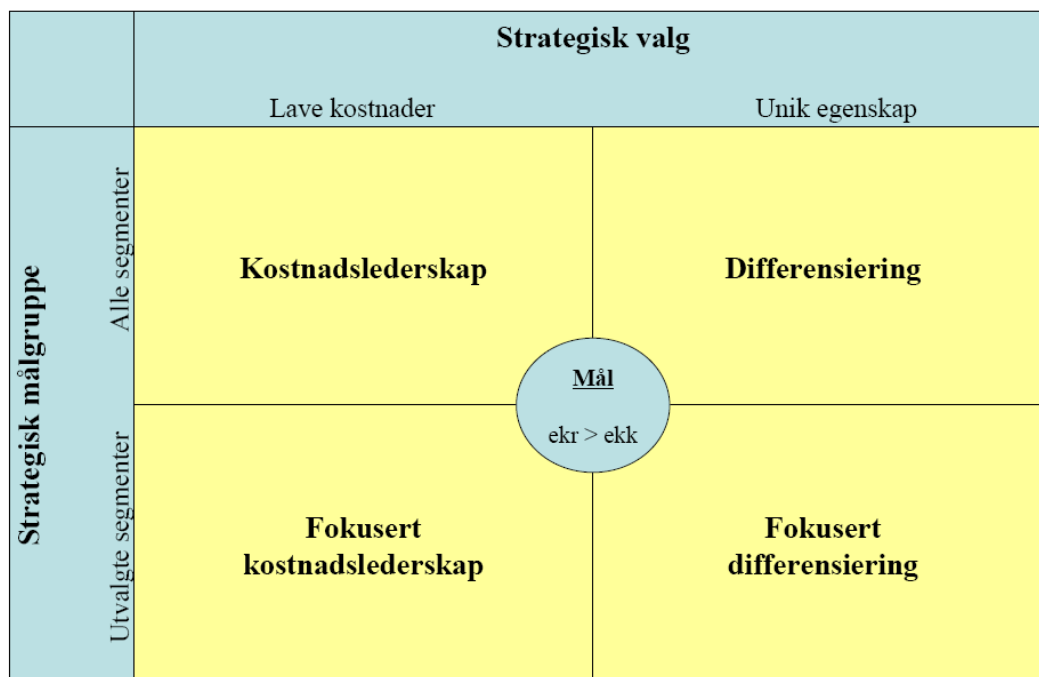 Strategisk valg
Lave kostnader
Unik egenskap
Strategisk målgruppe
Alle segmenter
Kostnadslederskap
Differensiering
Mål
ekr > ekk
Utvalgte segmenter
Fokusert
kostnadslederskap
Fokusert
differensiering